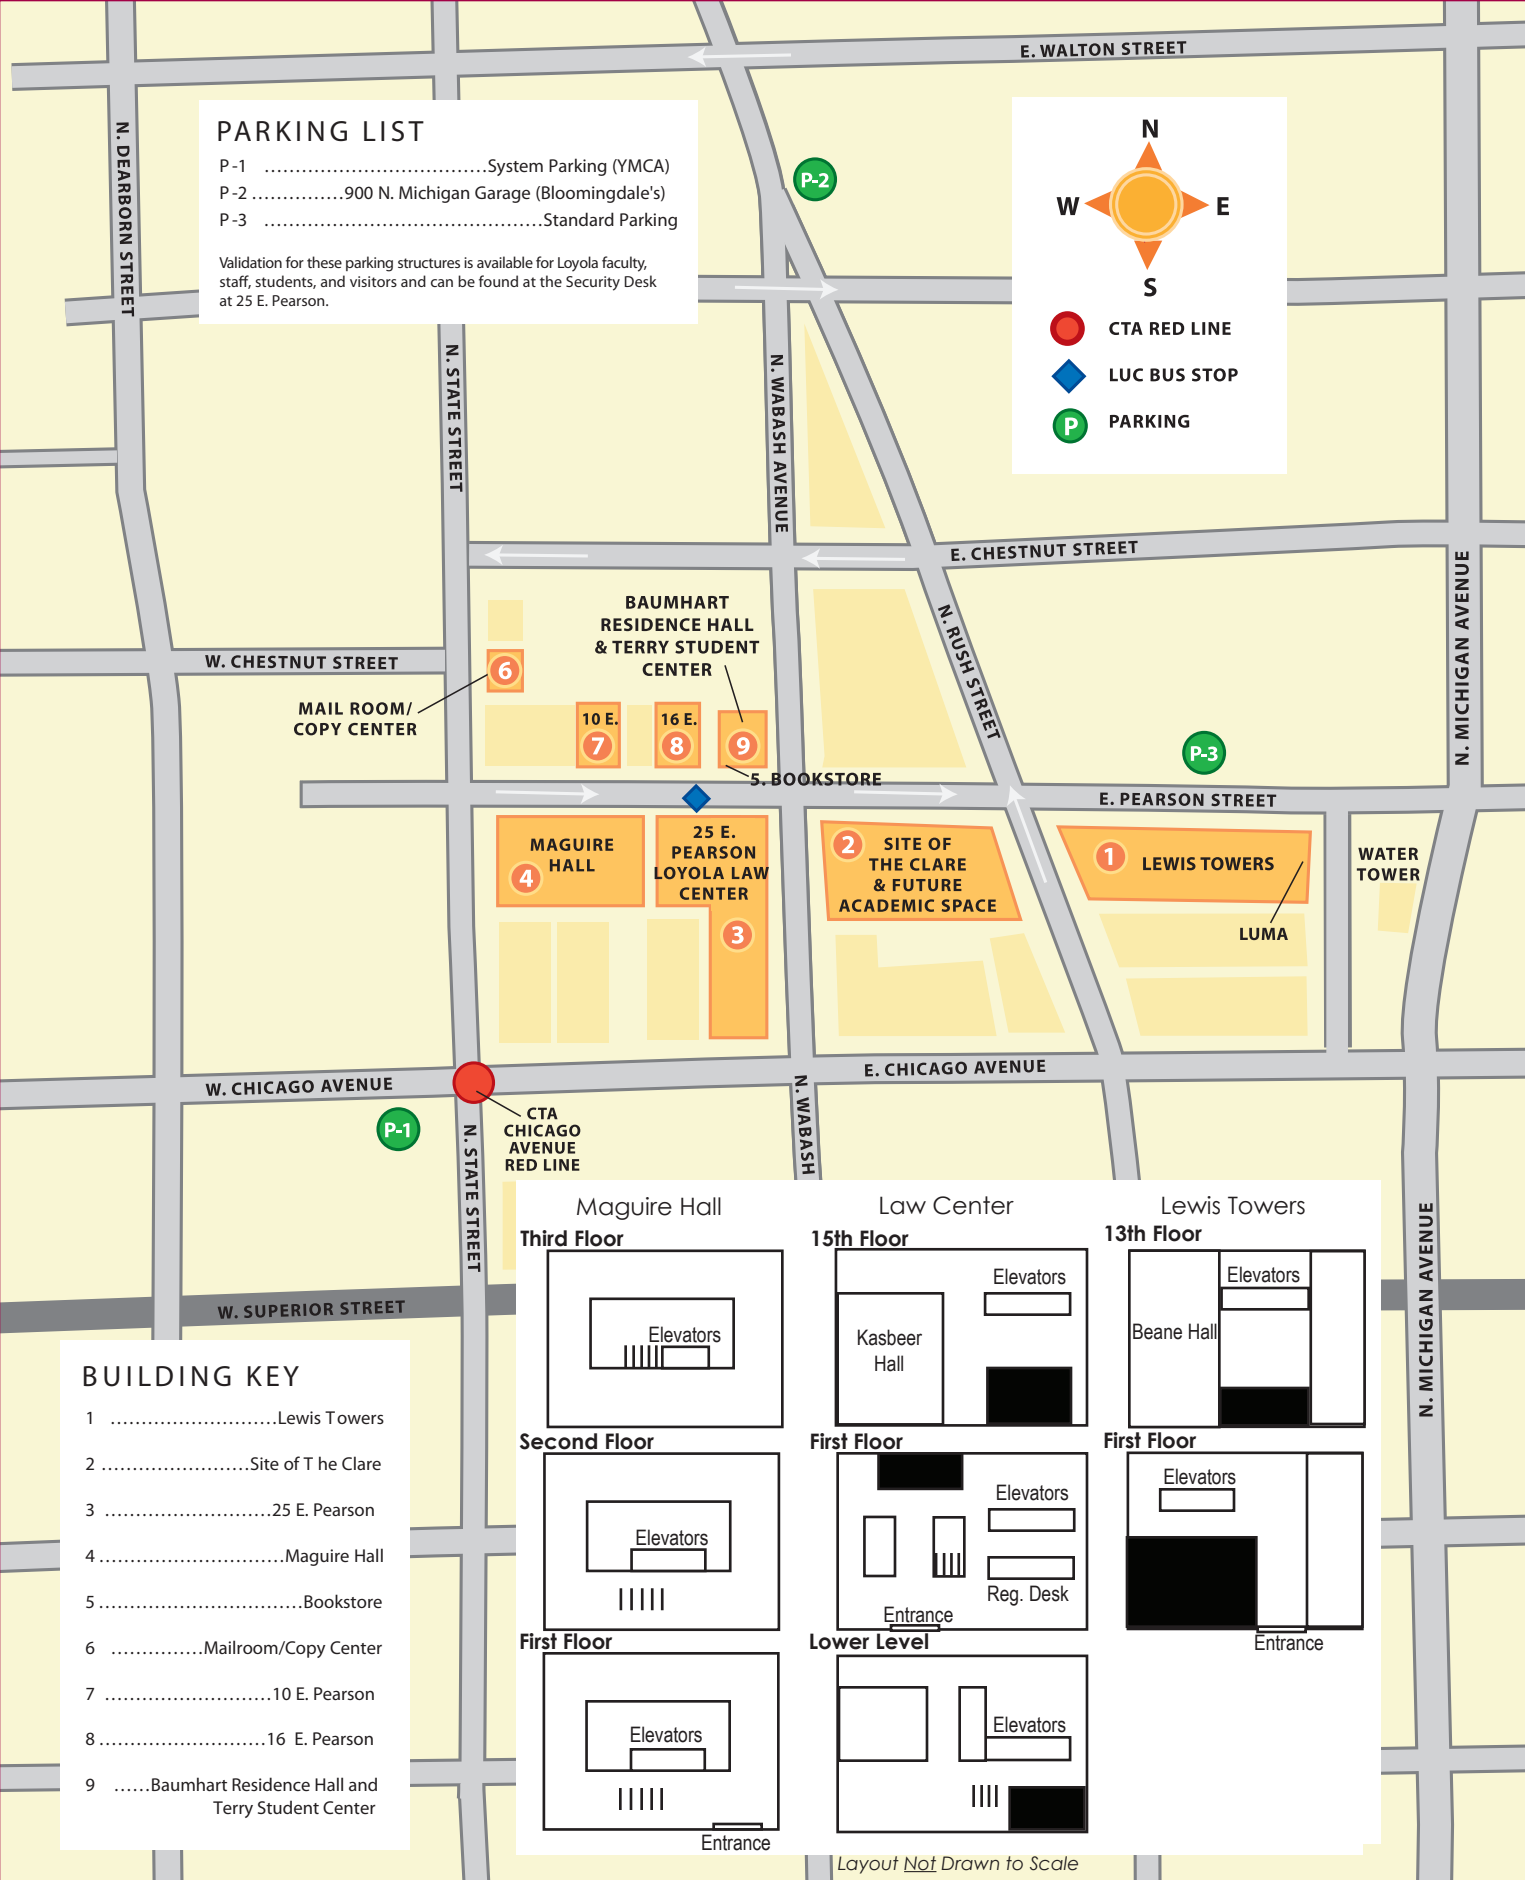 E. WALTON STREET
PARKING LIST
P-1 ....................................System Parking (YMCA)
P-2 ...............900 N. Michigan Garage (Bloomingdale's)
P-3 .............................................Standard Parking
Validation for these parking structures is available for Loyola faculty,
staff, students, and visitors and can be found at the Security Desk
at 25 E. Pearson.
N. DEARBORN STREET
P-2
N
W
E
S
CTA RED LINE
LUC BUS STOP
P PARKING
N. STATE STREET
N. WABASH AVENUE
E. CHESTNUT STREET
N. MICHIGAN AVENUE
N. RUSH STREET
BAUMHART
RESIDENCE HALL
& TERRY STUDENT
CENTER
W. CHESTNUT STREET
6
MAIL ROOM/
COPY CENTER
10 E.
7
16 E.
8
9
5. BOOKSTORE
P-3
E. PEARSON STREET
MAGUIRE
HALL
4
25 E.
PEARSON
LOYOLA LAW
CENTER
3
2
SITE OF
THE CLARE
& FUTURE
ACADEMIC SPACE
1
LEWIS TOWERS
LUMA
WATER
TOWER
W. CHICAGO AVENUE
E. CHICAGO AVENUE
P-1
CTA
CHICAGO
AVENUE
RED LINE
N. STATE STREET
N. WABASH
N. MICHIGAN AVENUE
W. SUPERIOR STREET
BUILDING KEY
1 ...........................Lewis Towers
2 ........................Site of T he Clare
3 ...........................25 E. Pearson
4 ..............................Maguire Hall
5 .................................Bookstore
6 ...............Mailroom/Copy Center
7 ...........................10 E. Pearson
8 ...........................16 E. Pearson
9 ......Baumhart Residence Hall and
Terry Student Center
Maguire Hall
Third Floor
Elevators
Second Floor
Elevators
First Floor
Elevators
Entrance
Law Center
15th Floor
Elevators
Kasbeer
Hall
First Floor
Elevators
Reg. Desk
Entrance
Lower Level
Elevators
Lewis Towers
13th Floor
Elevators
Beane Hall
First Floor
Elevators
Entrance
Layout Not Drawn to Scale